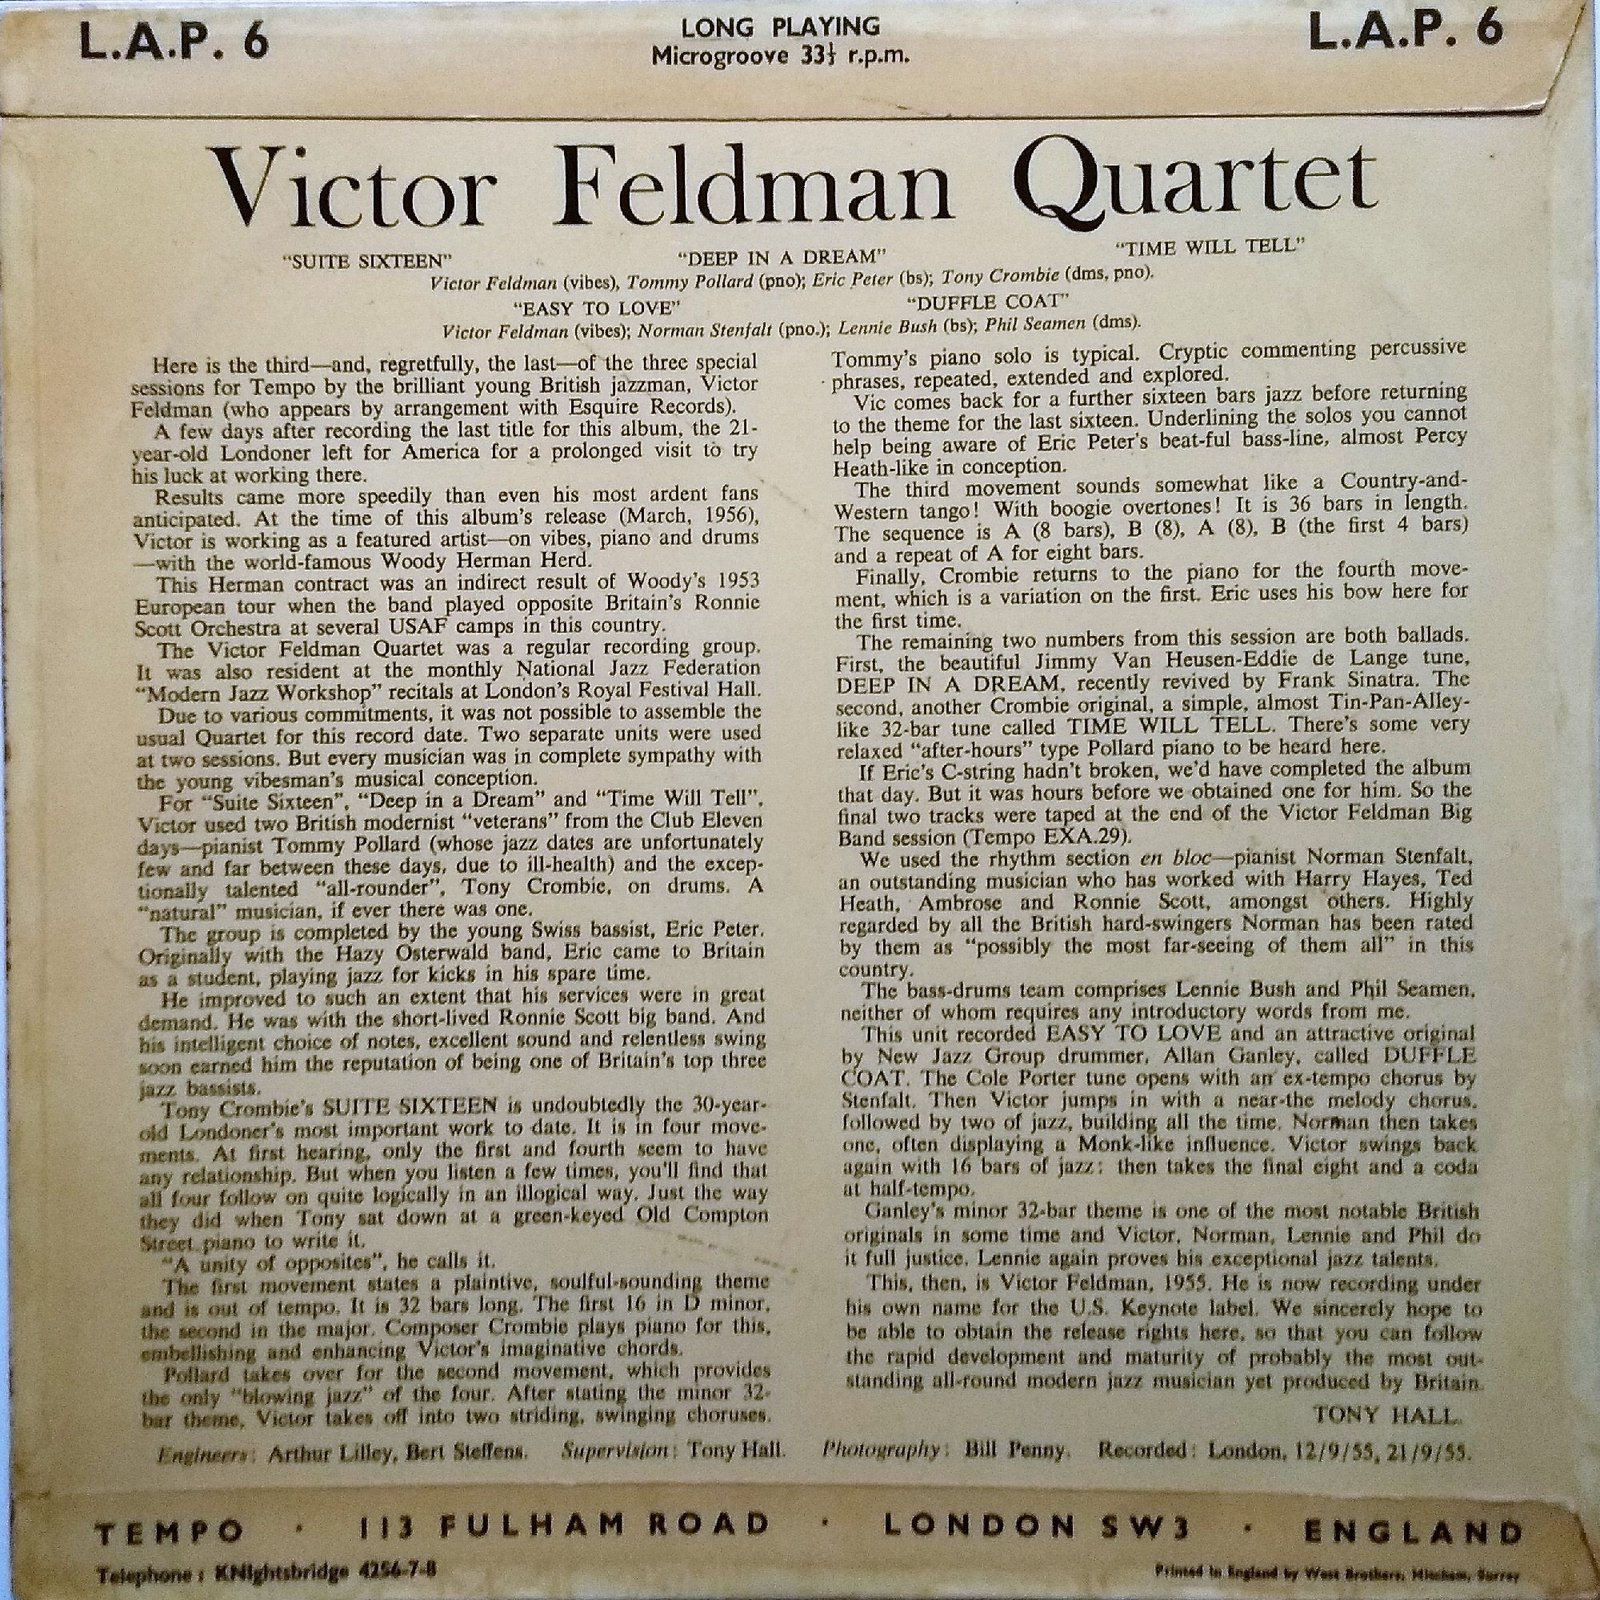 L.A.P. 6
LONG PLAYING
Microgroove 33⅓ r.p.m.
L.A.P. 6
Victor Feldman Quartet
"SUITE SIXTEEN" "DEEP IN A DREAM" "TIME WILL TELL"
Victor Feldman (vibes), Tommy Pollard (pno); Eric Peter (bs); Tony Crombie (dms, pno).
"EASY TO LOVE" "DUFFLE COAT"
Victor Feldman (vibes); Norman Stenfalt (pno.); Lennie Bush (bs); Phil Seamen (dms).
Here is the third—and, regretfully, the last—of the three special
sessions for Tempo by the brilliant young British jazzman, Victor
Feldman (who appears by arrangement with Esquire Records).
A few days after recording the last title for this album, the 21-
year-old Londoner left for America for a prolonged visit to try
his luck at working there.
Results came more speedily than even his most ardent fans
anticipated. At the time of this album's release (March, 1956),
Victor is working as a featured artist—on vibes, piano and drums
—with the world-famous Woody Herman Herd.
This Herman contract was an indirect result of Woody's 1953
European tour when the band played opposite Britain's Ronnie
Scott Orchestra at several USAF camps in this country.
The Victor Feldman Quartet was a regular recording group.
It was also resident at the monthly National Jazz Federation
"Modern Jazz Workshop" recitals at London's Royal Festival Hall.
Due to various commitments, it was not possible to assemble the
usual Quartet for this record date. Two separate units were used
at two sessions. But every musician was in complete sympathy with
the young vibesman's musical conception.
For "Suite Sixteen", "Deep in a Dream" and "Time Will Tell",
Victor used two British modernist "veterans" from the Club Eleven
days—pianist Tommy Pollard (whose jazz dates are unfortunately
few and far between these days, due to ill-health) and the excep-
tionally talented "all-rounder", Tony Crombie, on drums. A
"natural" musician, if ever there was one.
The group is completed by the young Swiss bassist, Eric Peter.
Originally with the Hazy Osterwald band, Eric came to Britain
as a student, playing jazz for kicks in his spare time.
He improved to such an extent that his services were in great
demand. He was with the short-lived Ronnie Scott big band. And
his intelligent choice of notes, excellent sound and relentless swing
soon earned him the reputation of being one of Britain's top three
jazz bassists.
Tony Crombie's SUITE SIXTEEN is undoubtedly the 30-year-
old Londoner's most important work to date. It is in four move-
ments. At first hearing, only the first and fourth seem to have
any relationship. But when you listen a few times, you'll find that
all four follow on quite logically in an illogical way. Just the way
they did when Tony sat down at a green-keyed Old Compton
Street piano to write it.
"A unity of opposites", he calls it.
The first movement states a plaintive, soulful-sounding theme
and is out of tempo. It is 32 bars long. The first 16 in D minor,
the second in the major. Composer Crombie plays piano for this,
embellishing and enhancing Victor's imaginative chords.
Pollard takes over for the second movement, which provides
the only "blowing jazz" of the four. After stating the minor 32-
bar theme, Victor takes off into two striding, swinging choruses.
Tommy's piano solo is typical. Cryptic commenting percussive
phrases, repeated, extended and explored.
Vic comes back for a further sixteen bars jazz before returning
to the theme for the last sixteen. Underlining the solos you cannot
help being aware of Eric Peter's beat-ful bass-line, almost Percy
Heath-like in conception.
The third movement sounds somewhat like a Country-and-
Western tango! With boogie overtones! It is 36 bars in length.
The sequence is A (8 bars), B (8), A (8), B (the first 4 bars)
and a repeat of A for eight bars.
Finally, Crombie returns to the piano for the fourth move-
ment, which is a variation on the first. Eric uses his bow here for
the first time.
The remaining two numbers from this session are both ballads.
First, the beautiful Jimmy Van Heusen-Eddie de Lange tune,
DEEP IN A DREAM, recently revived by Frank Sinatra. The
second, another Crombie original, a simple, almost Tin-Pan-Alley-
like 32-bar tune called TIME WILL TELL. There's some very
relaxed "after-hours" type Pollard piano to be heard here.
If Eric's C-string hadn't broken, we'd have completed the album
that day. But it was hours before we obtained one for him. So the
final two tracks were taped at the end of the Victor Feldman Big
Band session (Tempo EXA.29).
We used the rhythm section en bloc—pianist Norman Stenfalt,
an outstanding musician who has worked with Harry Hayes, Ted
Heath, Ambrose and Ronnie Scott, amongst others. Highly
regarded by all the British hard-swingers Norman has been rated
by them as "possibly the most far-seeing of them all" in this
country.
The bass-drums team comprises Lennie Bush and Phil Seamen,
neither of whom requires any introductory words from me.
This unit recorded EASY TO LOVE and an attractive original
by New Jazz Group drummer, Allan Ganley, called DUFFLE
COAT. The Cole Porter tune opens with an ex-tempo chorus by
Stenfalt. Then Victor jumps in with a near-the melody chorus,
followed by two of jazz, building all the time. Norman then takes
one, often displaying a Monk-like influence. Victor swings back
again with 16 bars of jazz; then takes the final eight and a coda
at half-tempo.
Ganley's minor 32-bar theme is one of the most notable British
originals in some time and Victor, Norman, Lennie and Phil do
it full justice. Lennie again proves his exceptional jazz talents.
This, then, is Victor Feldman, 1955. He is now recording under
his own name for the U.S. Keynote label. We sincerely hope to
be able to obtain the release rights here, so that you can follow
the rapid development and maturity of probably the most out-
standing all-round modern jazz musician yet produced by Britain.
TONY HALL.
Engineers: Arthur Lilley, Bert Steffens. Supervision: Tony Hall. Photography: Bill Penny. Recorded: London, 12/9/55, 21/9/55.
TEMPO · 113 FULHAM ROAD · LONDON SW3 · ENGLAND
Telephone: KNIghtsbridge 4256-7-8
Printed in England by West Brothers, Mitcham, Surrey